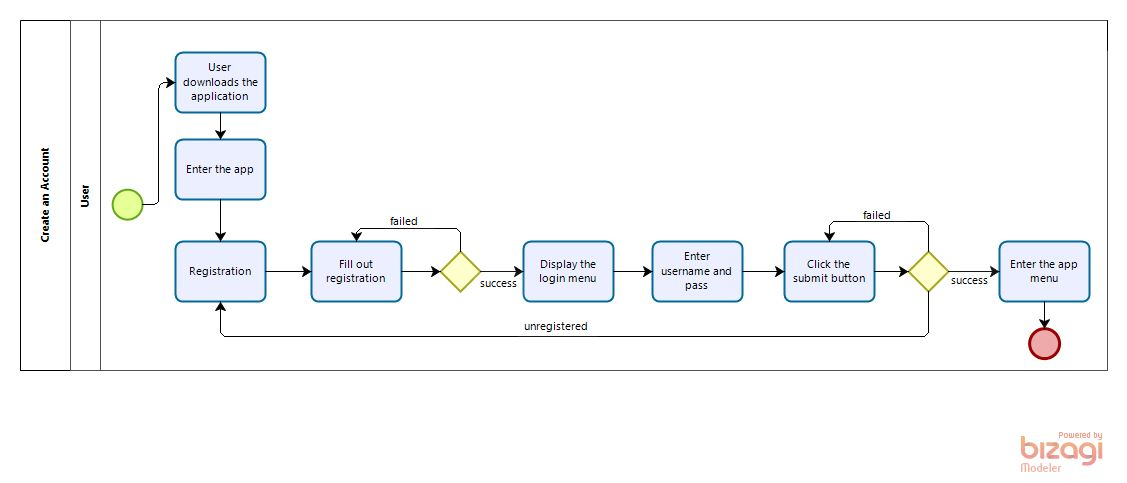 Create an Account
User
User
downloads the
application
Enter the app
Registration
Fill out
registration
failed
success
Display the
login menu
Enter
username and
pass
Click the
submit button
failed
success
Enter the app
menu
unregistered
Powered by
bizagi
Modeler